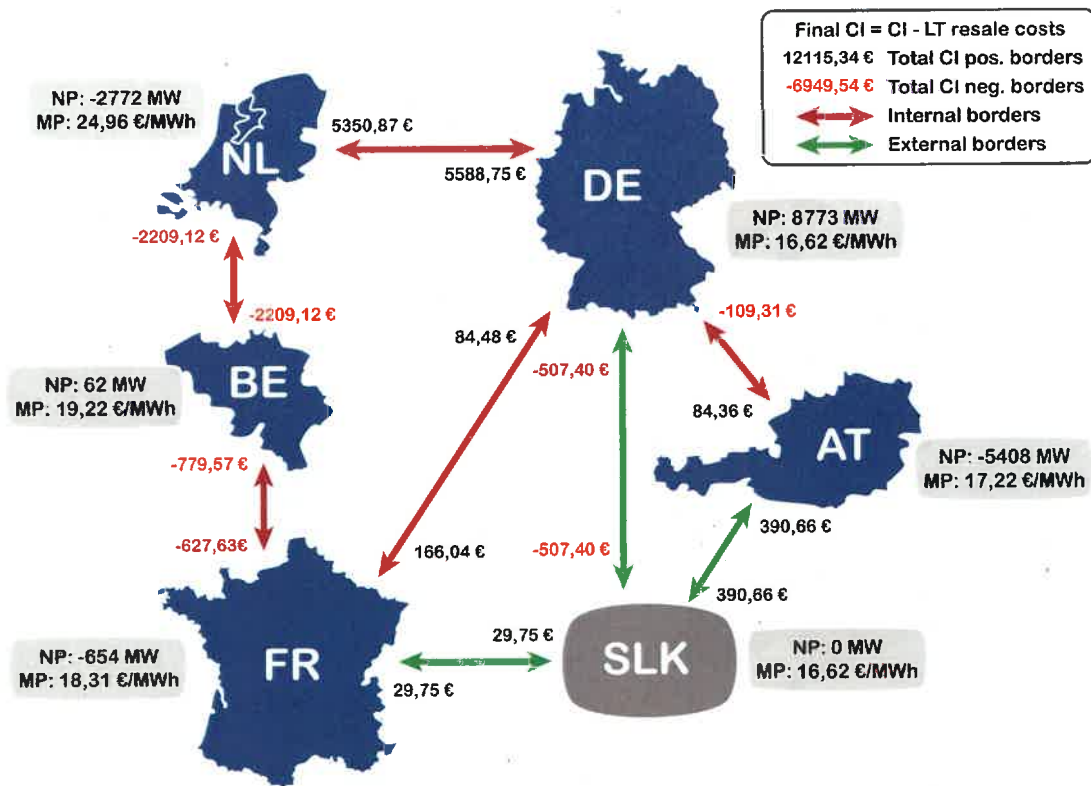 Final CI = CI - LT resale costs
12115,34 € Total CI pos. borders
-6949,54 € Total CI neg. borders
Internal borders
External borders
NP: -2772 MW
MP: 24,96 €/MWh
NL
5350,87 €
5588,75 €
DE
NP: 8773 MW
MP: 16,62 €/MWh
-2209,12 €
-2209,12 €
84,48 €
-507,40 €
-109,31 €
BE
NP: 62 MW
MP: 19,22 €/MWh
84,36 €
AT
NP: -5408 MW
MP: 17,22 €/MWh
-779,57 €
-627,63€
166,04 €
-507,40 €
390,66 €
390,66 €
FR
NP: -654 MW
MP: 18,31 €/MWh
29,75 €
29,75 €
SLK
NP: 0 MW
MP: 16,62 €/MWh